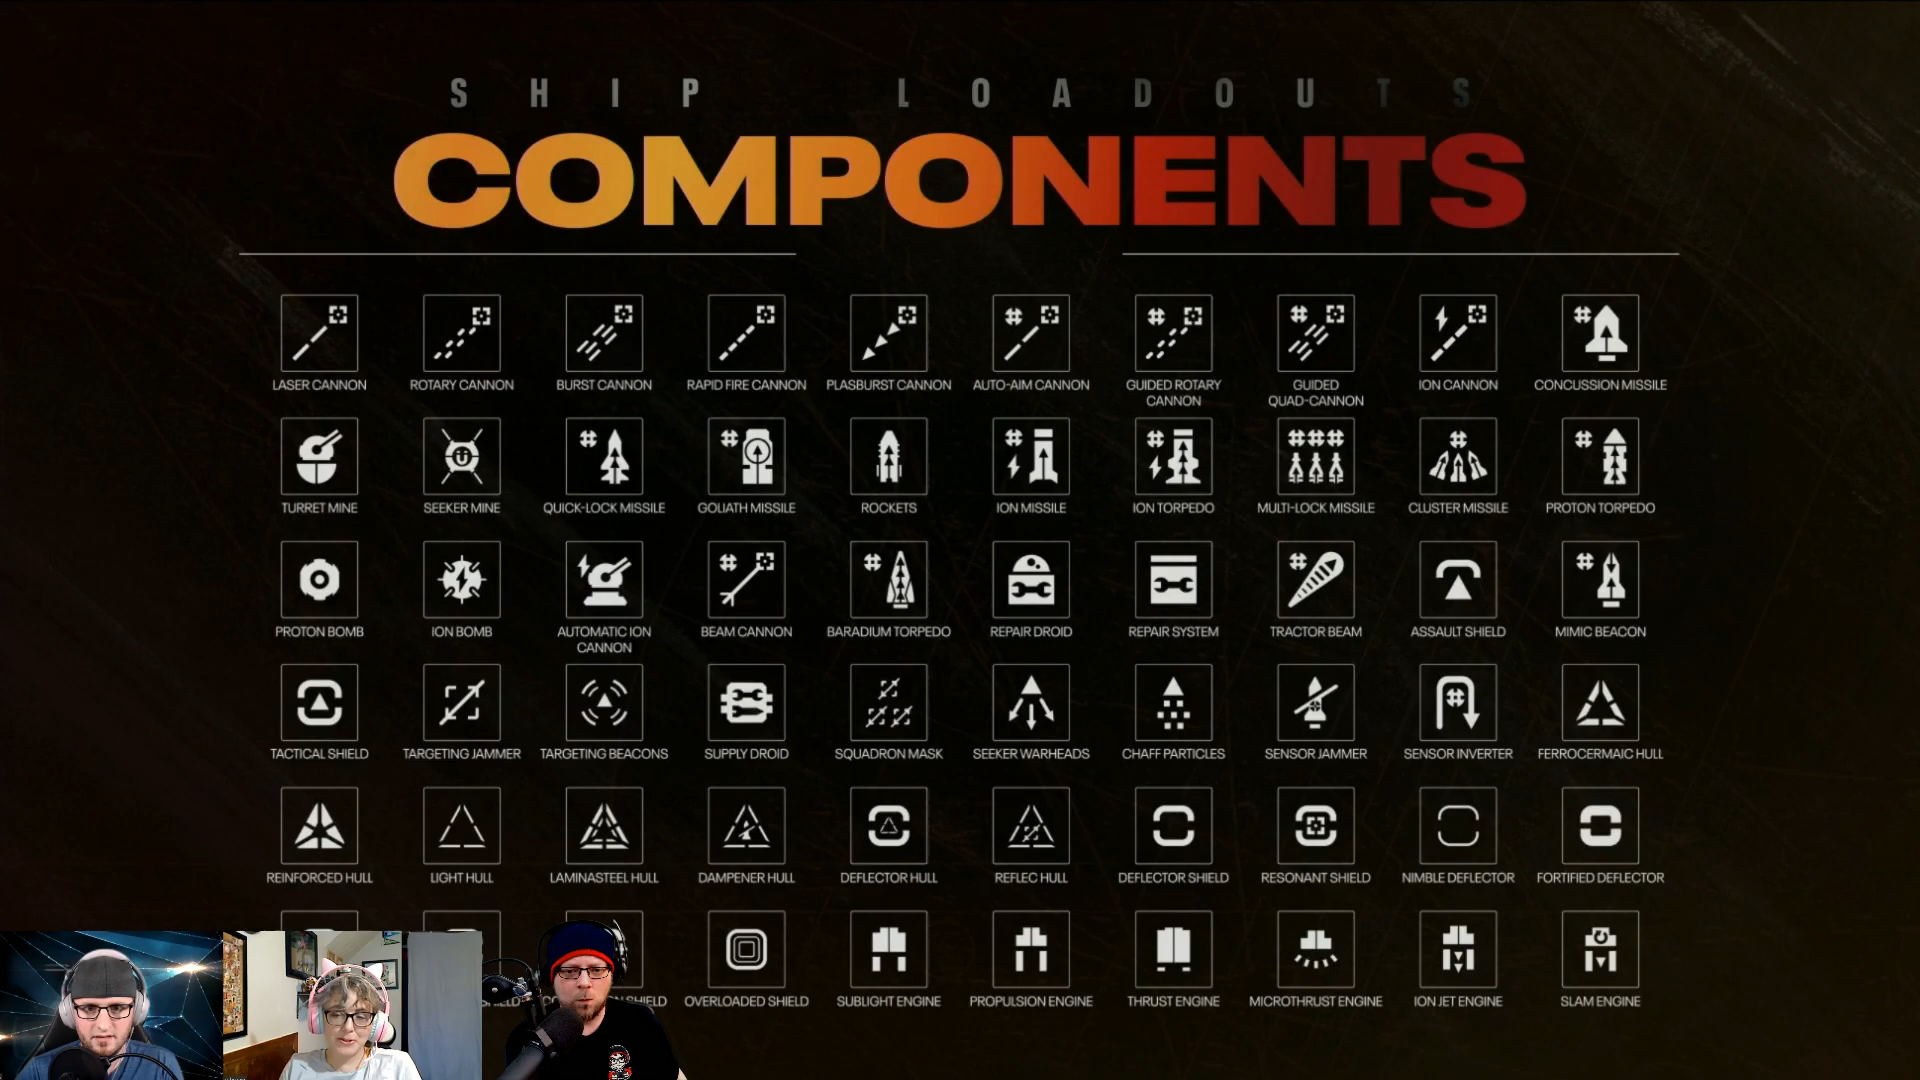 SHIP LOADOUTS
COMPONENTS
LASER CANNON ROTARY CANNON BURST CANNON RAPID FIRE CANNON PLASBURST CANNON AUTO-AIM CANNON GUIDED ROTARY CANNON GUIDED QUAD-CANNON ION CANNON CONCUSSION MISSILE
TURRET MINE SEEKER MINE QUICK-LOCK MISSILE GOLIATH MISSILE ROCKETS ION MISSILE ION TORPEDO MULTI-LOCK MISSILE CLUSTER MISSILE PROTON TORPEDO
PROTON BOMB ION BOMB AUTOMATIC ION CANNON BEAM CANNON BARADIUM TORPEDO REPAIR DROID REPAIR SYSTEM TRACTOR BEAM ASSAULT SHIELD MIMIC BEACON
TACTICAL SHIELD TARGETING JAMMER TARGETING BEACONS SUPPLY DROID SQUADRON MASK SEEKER WARHEADS CHAFF PARTICLES SENSOR JAMMER SENSOR INVERTER FERROCERMAIC HULL
REINFORCED HULL LIGHT HULL LAMINASTEEL HULL DAMPENER HULL DEFLECTOR HULL REFLEC HULL DEFLECTOR SHIELD RESONANT SHIELD NIMBLE DEFLECTOR FORTIFIED DEFLECTOR
SHIELD OVERLOADED SHIELD SUBLIGHT ENGINE PROPULSION ENGINE THRUST ENGINE MICROTHRUST ENGINE ION JET ENGINE SLAM ENGINE